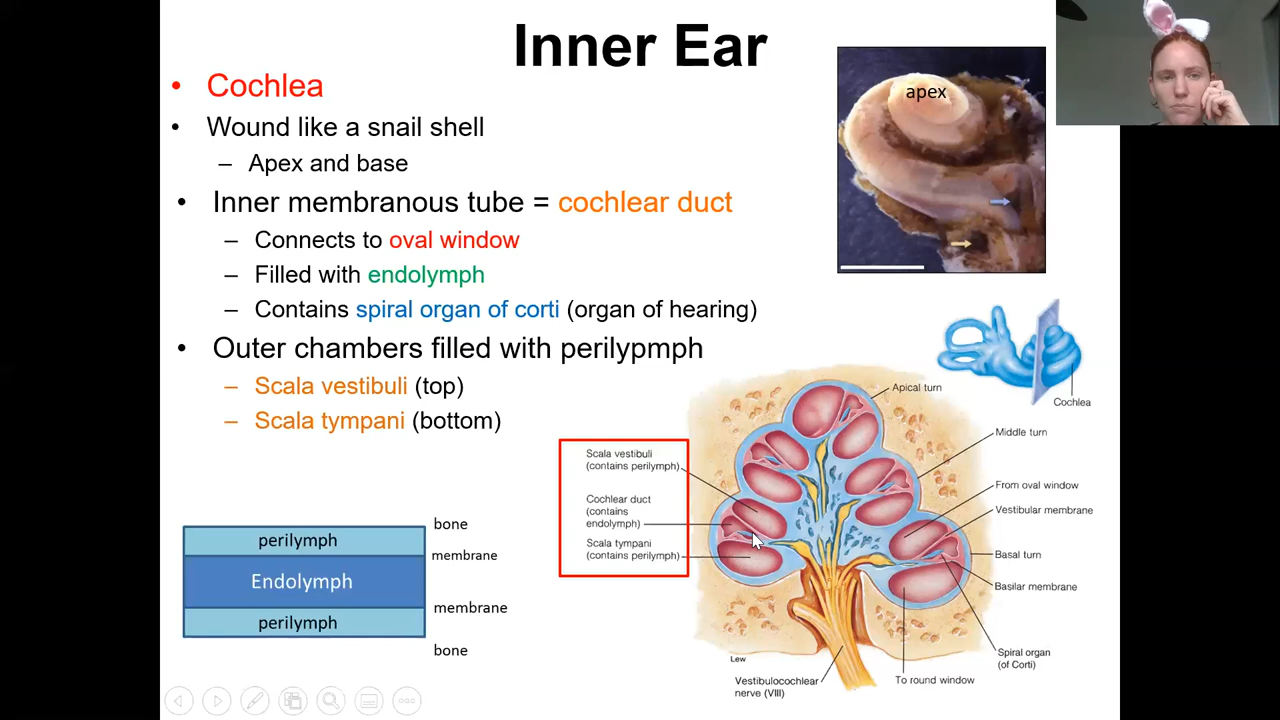 Inner Ear
• Cochlea
• Wound like a snail shell
– Apex and base
• Inner membranous tube = cochlear duct
– Connects to oval window
– Filled with endolymph
– Contains spiral organ of corti (organ of hearing)
• Outer chambers filled with perilypmph
– Scala vestibuli (top)
– Scala tympani (bottom)
apex
Cochlea
Apical turn
Middle turn
From oval window
Vestibular membrane
Basal turn
Basilar membrane
Spiral organ
(of Corti)
To round window
Vestibulocochlear
nerve (VIII)
Lew
Scala vestibuli
(contains perilymph)
Cochlear duct
(contains
endolymph)
Scala tympani
(contains perilymph)
bone
perilymph
membrane
Endolymph
membrane
perilymph
bone